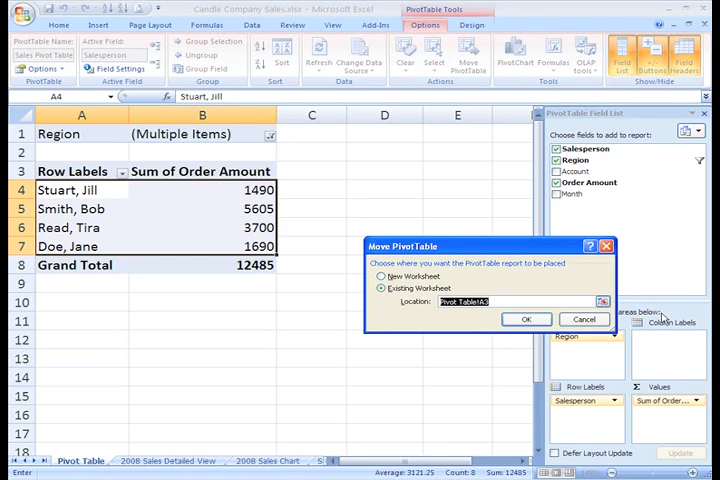 Candle Company Sales.xlsx - Microsoft Excel
PivotTable Tools
Home Insert Page Layout Formulas Data Review View Add-Ins Options Design
PivotTable Name:
Sales Pivot Table
Options
PivotTable
Active Field:
Salesperson
Field Settings
Active Field
Group Selection
Ungroup
Group Field
Group
Sort
Sort
Refresh
Change Data Source
Data
Clear
Select
Move PivotTable
Actions
PivotChart
Formulas
OLAP tools
Tools
Field List
+/- Buttons
Field Headers
Show/Hide
A4
Stuart, Jill
A B C D E
1 Region (Multiple Items)
2
3 Row Labels Sum of Order Amount
4 Stuart, Jill 1490
5 Smith, Bob 5605
6 Read, Tira 3700
7 Doe, Jane 1690
8 Grand Total 12485
9
10
11
12
13
14
15
16
17
18
PivotTable Field List
Choose fields to add to report:
Salesperson
Region
Account
Order Amount
Month
Move PivotTable
Choose where you want the PivotTable report to be placed
New Worksheet
Existing Worksheet
Location: Pivot Table!A3
OK Cancel
areas below:
Column Labels
Region
Row Labels
Σ Values
Salesperson
Sum of Order...
Defer Layout Update
Update
Pivot Table 2008 Sales Detailed View 2008 Sales Chart
Enter
Average: 3121.25 Count: 8 Sum: 12485